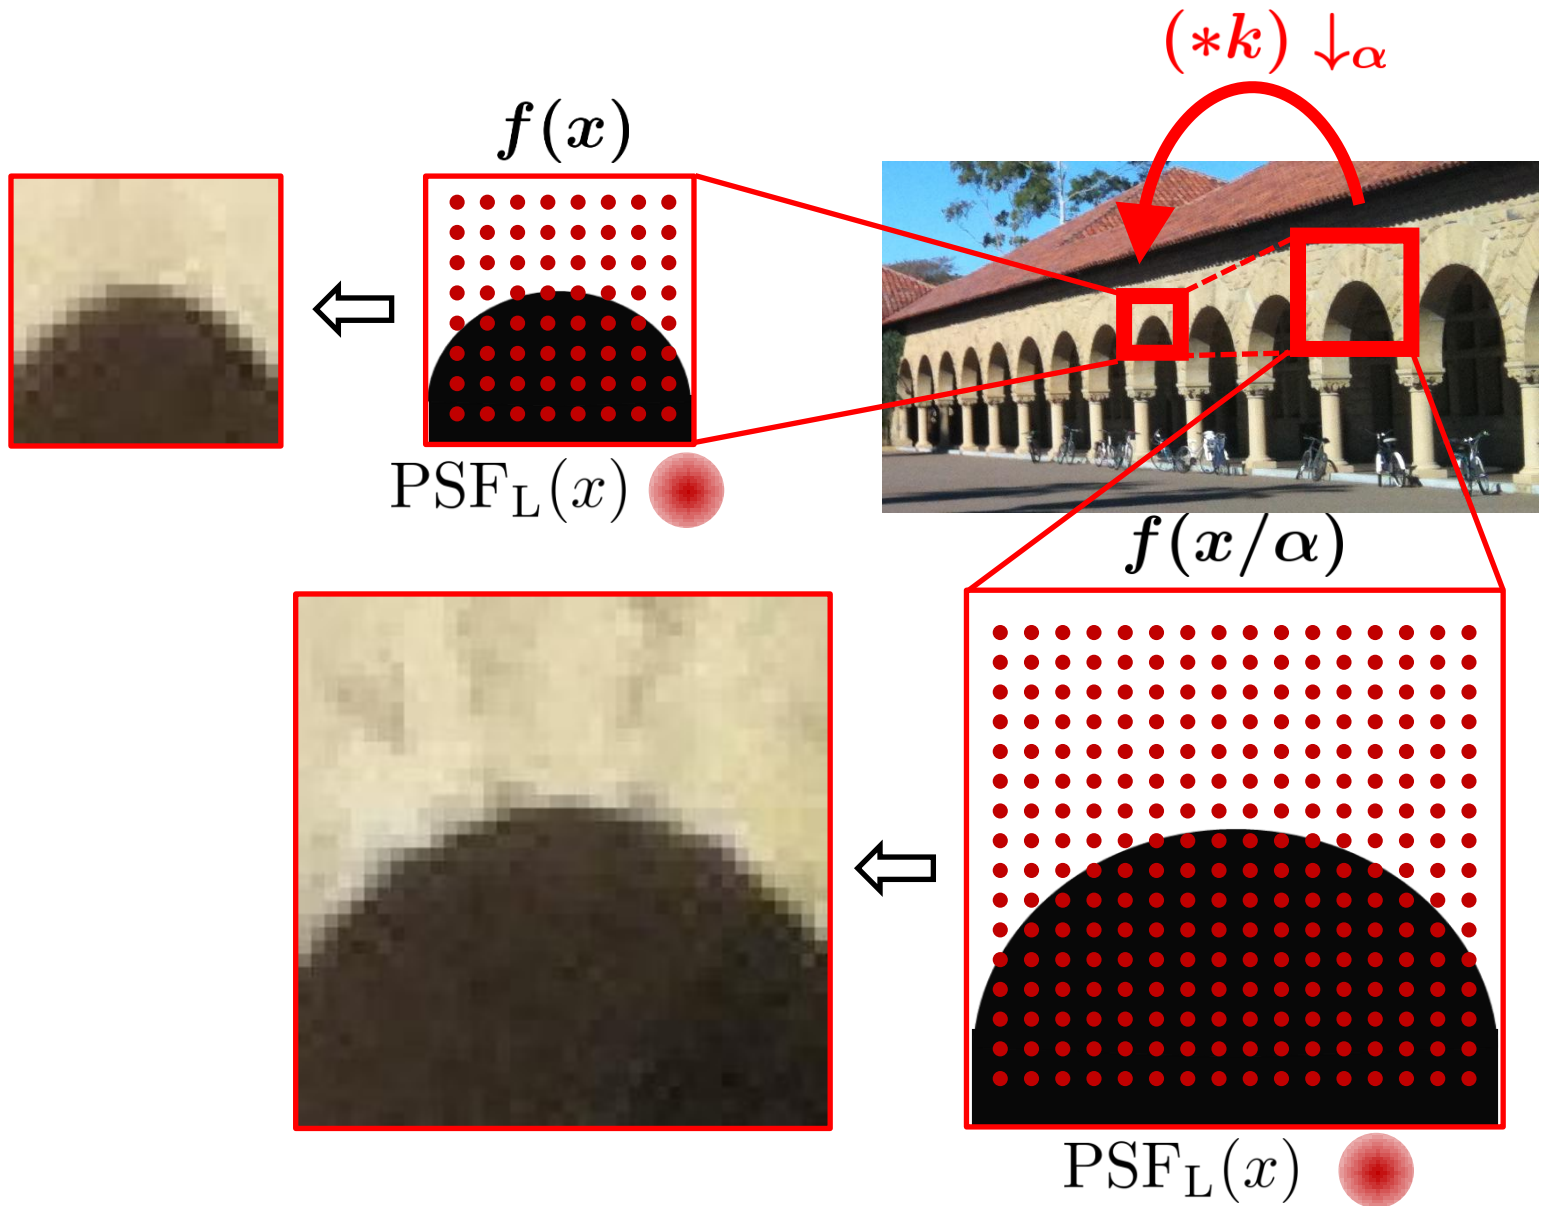 (*k) ↓α
f(x)
PSF_L(x)
f(x/α)
PSF_L(x)